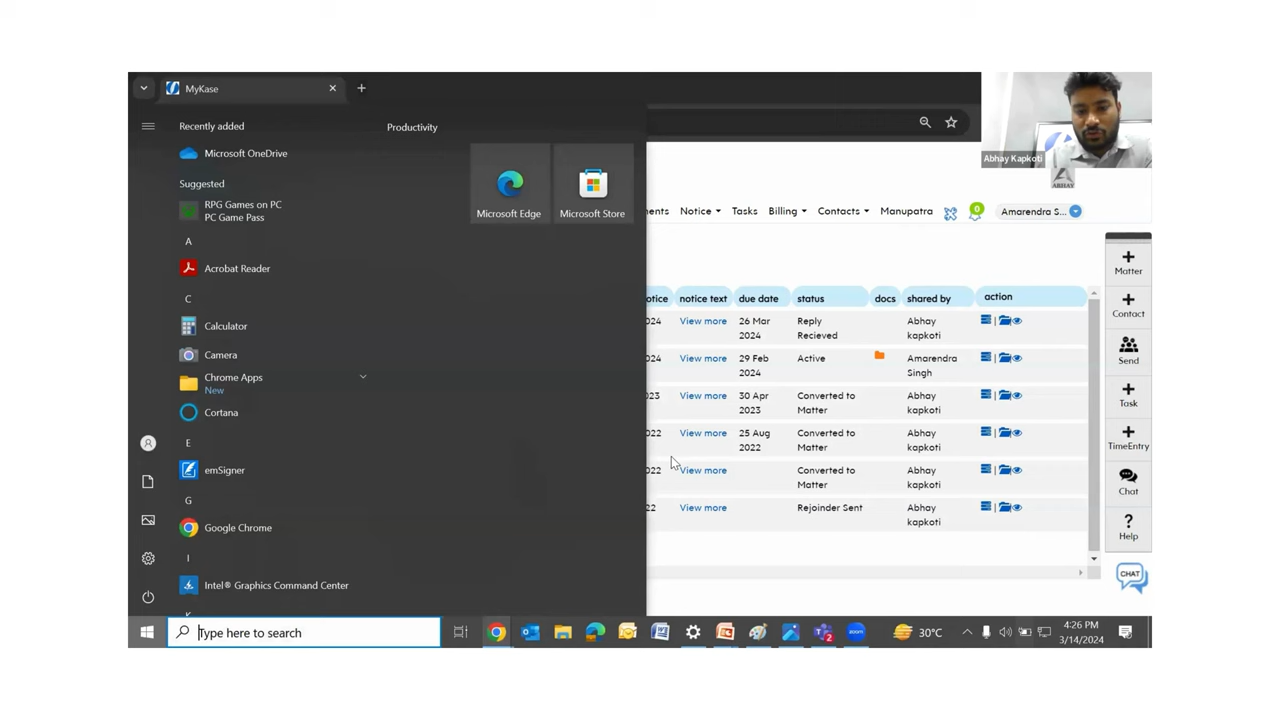 MyKase
Recently added
Productivity
Microsoft OneDrive
Suggested
RPG Games on PC
PC Game Pass
Microsoft Edge
Microsoft Store
A
Acrobat Reader
C
Calculator
Camera
Chrome Apps
New
Cortana
E
emSigner
G
Google Chrome
I
Intel® Graphics Command Center
Type here to search
Abhay Kapkoti
ABHAY
ments Notice Tasks Billing Contacts Manupatra 0 Amarendra S...
otice notice text due date status docs shared by action
024 View more 26 Mar 2024 Reply Recieved Abhay kapkoti
024 View more 29 Feb 2024 Active Amarendra Singh
023 View more 30 Apr 2023 Converted to Matter Abhay kapkoti
022 View more 25 Aug 2022 Converted to Matter Abhay kapkoti
022 View more Converted to Matter Abhay kapkoti
22 View more Rejoinder Sent Abhay kapkoti
Matter
Contact
Send
Task
TimeEntry
Chat
Help
CHAT
2
30°C
4:26 PM
3/14/2024